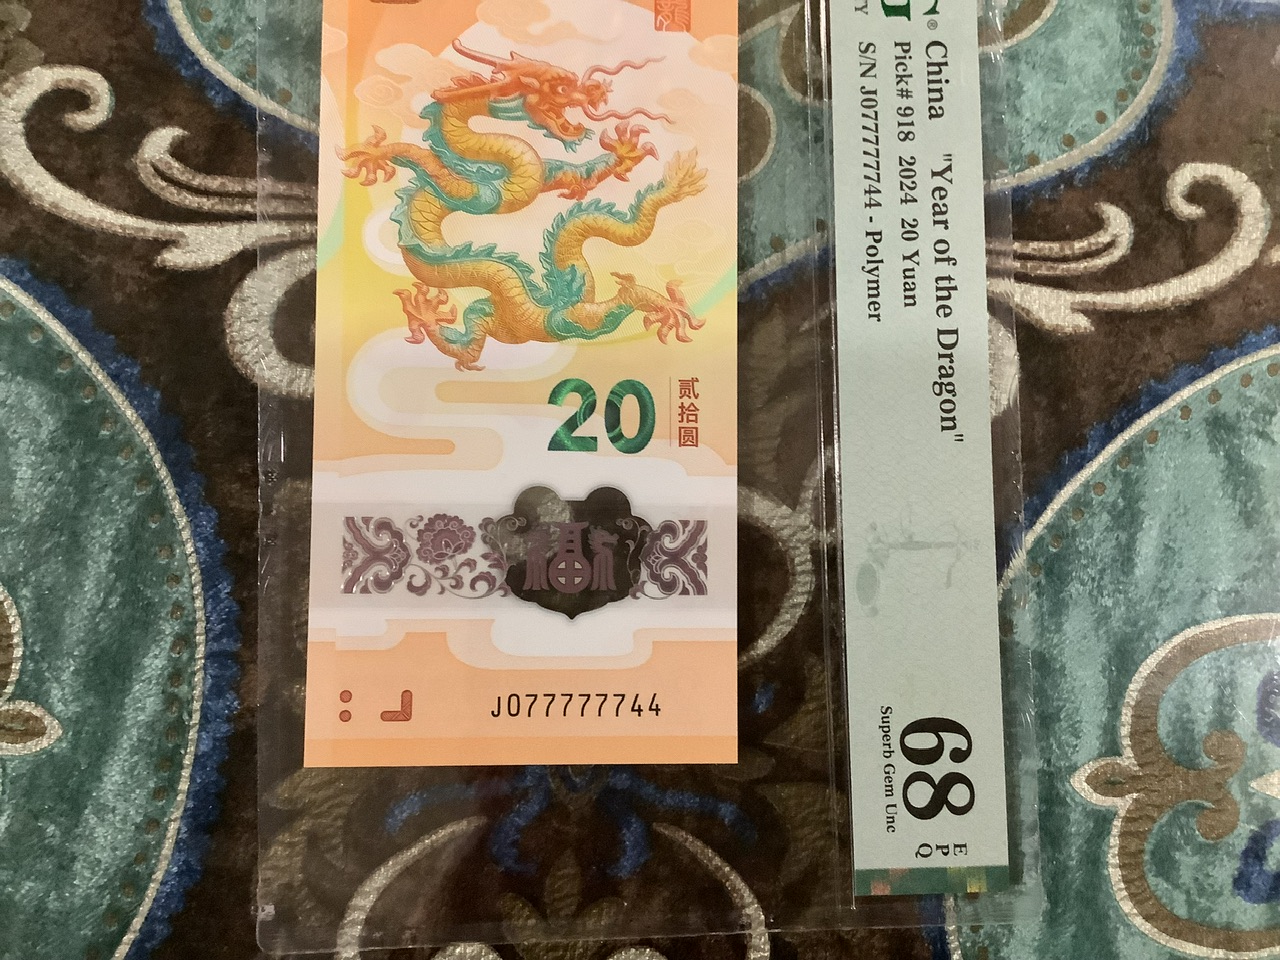 20
贰拾圆
福
J077777744
China "Year of the Dragon"
Pick# 918 2024 20 Yuan
S/N J077777744 - Polymer
68
EPQ
Superb Gem Unc